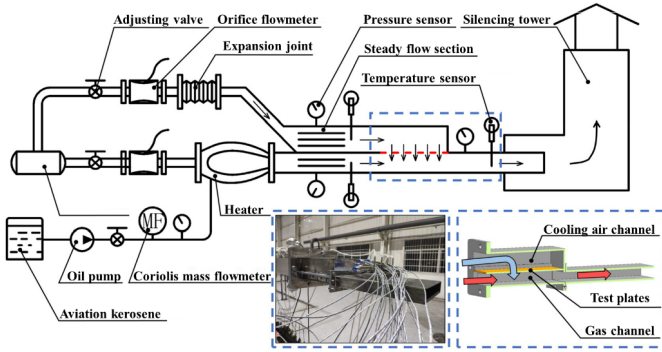 Adjusting valve
Orifice flowmeter
Expansion joint
Pressure sensor
Steady flow section
Temperature sensor
Silencing tower
Heater
MF
Oil pump
Coriolis mass flowmeter
Aviation kerosene
Cooling air channel
Test plates
Gas channel